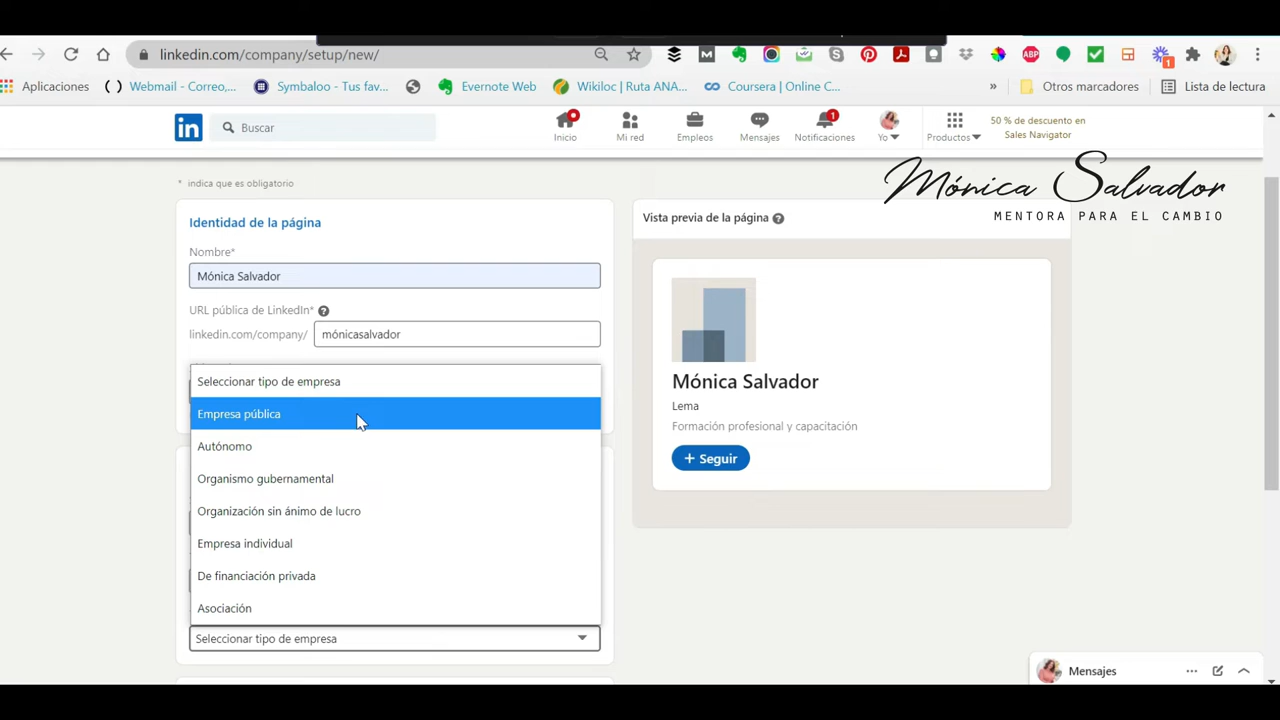 linkedin.com/company/setup/new/
1
Aplicaciones
Webmail - Correo,...
Symbaloo - Tus fav...
Evernote Web
Wikiloc | Ruta ANA...
Coursera | Online C...
»
Otros marcadores
Lista de lectura
in
Buscar
Inicio
Mi red
Empleos
Mensajes
1
Notificaciones
Yo
Productos
50 % de descuento en
Sales Navigator
* indica que es obligatorio
Mónica Salvador
MENTORA PARA EL CAMBIO
Identidad de la página
Nombre*
Mónica Salvador
URL pública de LinkedIn*
linkedin.com/company/
mónicasalvador
Seleccionar tipo de empresa
Empresa pública
Autónomo
Organismo gubernamental
Organización sin ánimo de lucro
Empresa individual
De financiación privada
Asociación
Seleccionar tipo de empresa
Vista previa de la página
Mónica Salvador
Lema
Formación profesional y capacitación
+ Seguir
Mensajes